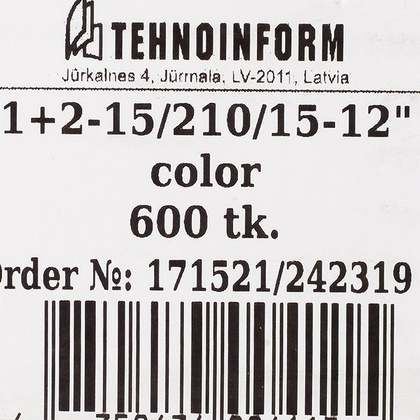 TEHNOINFORM
Jūrkalnes 4, Jūrmala, LV-2011, Latvia
1+2-15/210/15-12"
color
600 tk.
Order №: 171521/242319